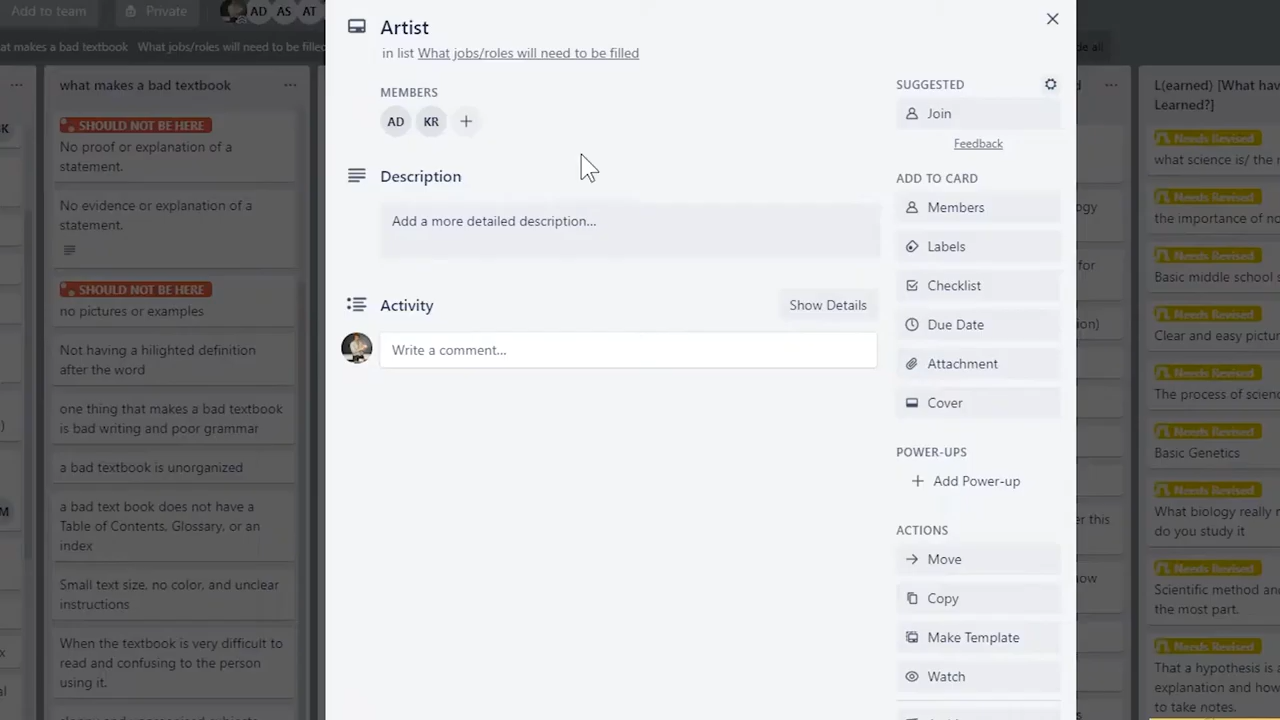 Add to team
Private
AD AS AT
at makes a bad textbook
What jobs/roles will need to be filled
de all
what makes a bad textbook
SHOULD NOT BE HERE
No proof or explanation of a
statement.
No evidence or explanation of a
statement.
SHOULD NOT BE HERE
no pictures or examples
Not having a hilighted definition
after the word
one thing that makes a bad textbook
is bad writing and poor grammar
a bad textbook is unorganized
a bad text book does not have a
Table of Contents, Glossary, or an
index
Small text size, no color, and unclear
instructions
When the textbook is very difficult to
read and confusing to the person
using it.
Artist
in list What jobs/roles will need to be filled
MEMBERS
AD KR
Description
Add a more detailed description...
Activity
Show Details
Write a comment...
SUGGESTED
Join
Feedback
ADD TO CARD
Members
Labels
Checklist
Due Date
Attachment
Cover
POWER-UPS
Add Power-up
ACTIONS
Move
Copy
Make Template
Watch
L(earned) [What hav
Learned?]
Needs Revised
what science is/ the r
Needs Revised
the importance of no
Needs Revised
Basic middle school s
Needs Revised
Clear and easy pictur
Needs Revised
The process of scienc
Needs Revised
Basic Genetics
Needs Revised
What biology really r
do you study it
Needs Revised
Scientific method and
the most part.
Needs Revised
That a hypothesis is a
explanation and how
to take notes.